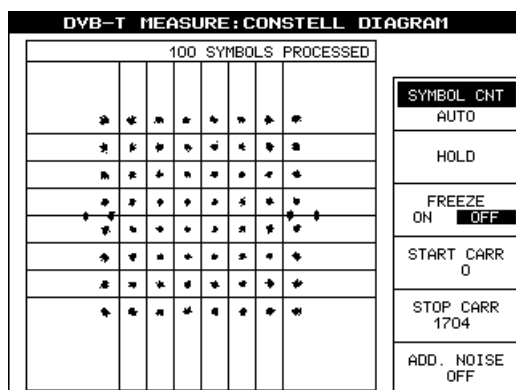 DVB-T MEASURE:CONSTELL DIAGRAM
100 SYMBOLS PROCESSED
SYMBOL CNT
AUTO
HOLD
FREEZE
ON OFF
START CARR
0
STOP CARR
1704
ADD. NOISE
OFF